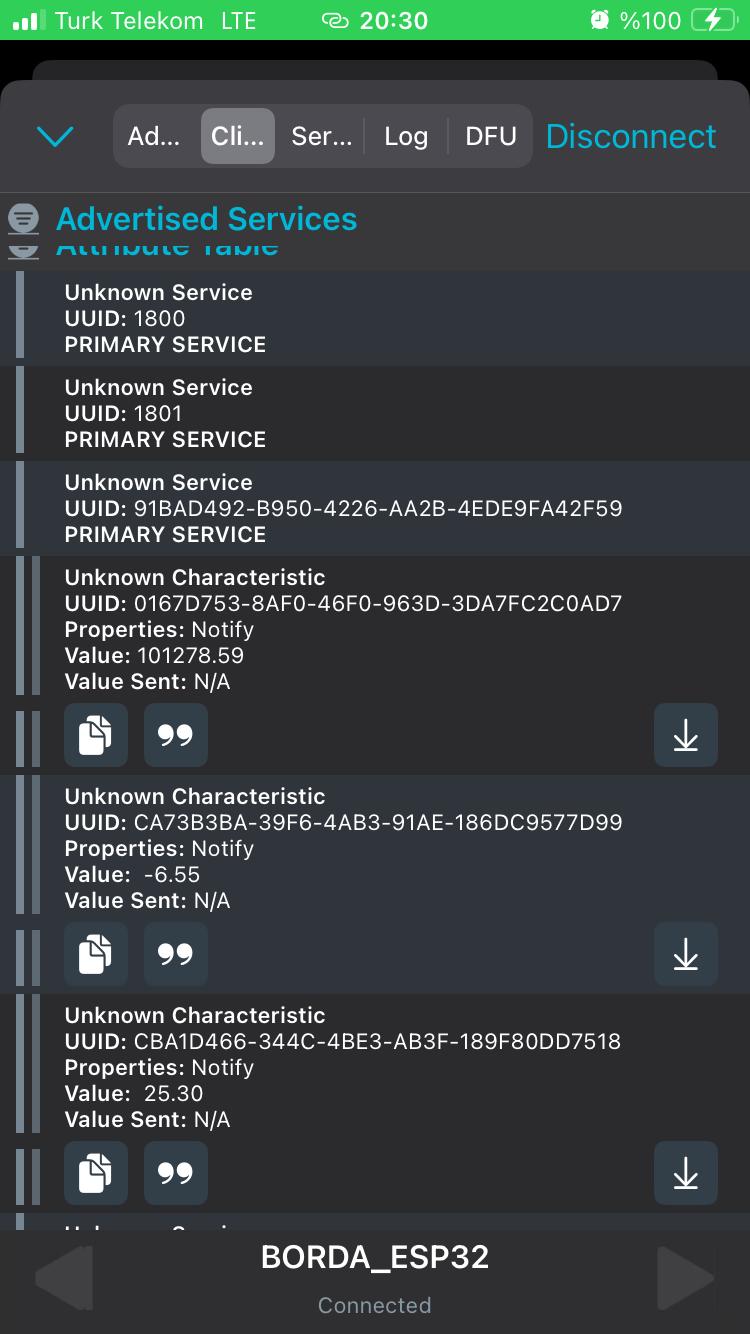 Turk Telekom LTE 20:30 %100
Ad... Cli... Ser... Log DFU Disconnect
Advertised Services
Attribute Table
Unknown Service
UUID: 1800
PRIMARY SERVICE
Unknown Service
UUID: 1801
PRIMARY SERVICE
Unknown Service
UUID: 91BAD492-B950-4226-AA2B-4EDE9FA42F59
PRIMARY SERVICE
Unknown Characteristic
UUID: 0167D753-8AF0-46F0-963D-3DA7FC2C0AD7
Properties: Notify
Value: 101278.59
Value Sent: N/A
Unknown Characteristic
UUID: CA73B3BA-39F6-4AB3-91AE-186DC9577D99
Properties: Notify
Value: -6.55
Value Sent: N/A
Unknown Characteristic
UUID: CBA1D466-344C-4BE3-AB3F-189F80DD7518
Properties: Notify
Value: 25.30
Value Sent: N/A
BORDA_ESP32
Connected